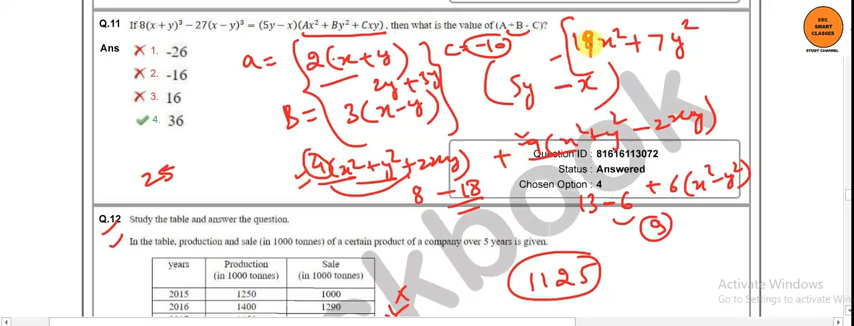 Q.11 If 8(x + y)³ − 27(x − y)³ = (5y − x)(Ax² + By² + Cxy), then what is the value of (A + B - C)?
Ans
1. -26
2. -16
3. 16
4. 36
a = 2(x + y)
2y + 3y
B = 3(x - y)
C = -10
18x² + 7y²
(5y - x)
4(x² + y² + 2xy) + 9(x² + y² - 2xy)
+ 6(x² - y²)
8 - 18
13 - 6
9
25
Question ID : 81616113072
Status : Answered
Chosen Option : 4
SSC
SMART
CLASSES
Q.12 Study the table and answer the question.
In the table, production and sale (in 1000 tonnes) of a certain product of a company over 5 years is given.
years Production (in 1000 tonnes) Sale (in 1000 tonnes)
2015 1250 1000
2016 1400 1290
1125
x
book
Activate Windows
Go to Settings to activate Win